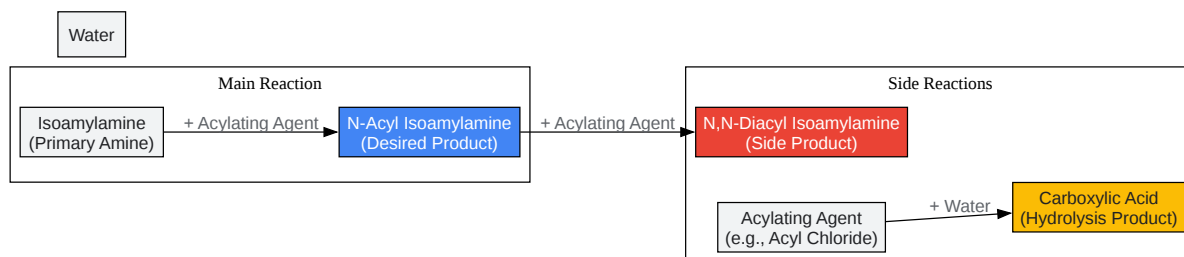 Water
Main Reaction
Isoamylamine
(Primary Amine)
+ Acylating Agent
N-Acyl Isoamylamine
(Desired Product)
+ Acylating Agent
Side Reactions
N,N-Diacyl Isoamylamine
(Side Product)
Acylating Agent
(e.g., Acyl Chloride)
+ Water
Carboxylic Acid
(Hydrolysis Product)